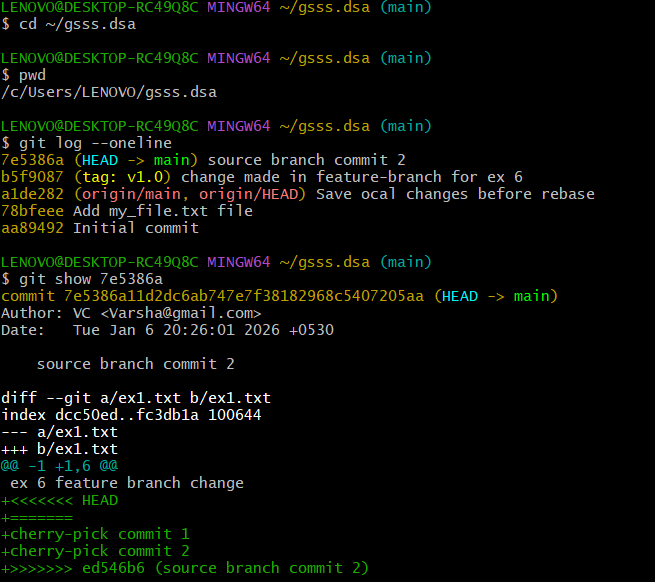 LENOVO@DESKTOP-RC49Q8C MINGW64 ~/gsss.dsa (main)
$ cd ~/gsss.dsa
LENOVO@DESKTOP-RC49Q8C MINGW64 ~/gsss.dsa (main)
$ pwd
/c/Users/LENOVO/gsss.dsa
LENOVO@DESKTOP-RC49Q8C MINGW64 ~/gsss.dsa (main)
$ git log --oneline
7e5386a (HEAD -> main) source branch commit 2
b5f9087 (tag: v1.0) change made in feature-branch for ex 6
a1de282 (origin/main, origin/HEAD) Save ocal changes before rebase
78bfeee Add my_file.txt file
aa89492 Initial commit
LENOVO@DESKTOP-RC49Q8C MINGW64 ~/gsss.dsa (main)
$ git show 7e5386a
commit 7e5386a11d2dc6ab747e7f38182968c5407205aa (HEAD -> main)
Author: VC <Varsha@gmail.com>
Date:   Tue Jan 6 20:26:01 2026 +0530
    source branch commit 2
diff --git a/ex1.txt b/ex1.txt
index dcc50ed..fc3db1a 100644
--- a/ex1.txt
+++ b/ex1.txt
@@ -1 +1,6 @@
 ex 6 feature branch change
+<<<<<<< HEAD
+=======
+cherry-pick commit 1
+cherry-pick commit 2
+>>>>>>> ed546b6 (source branch commit 2)